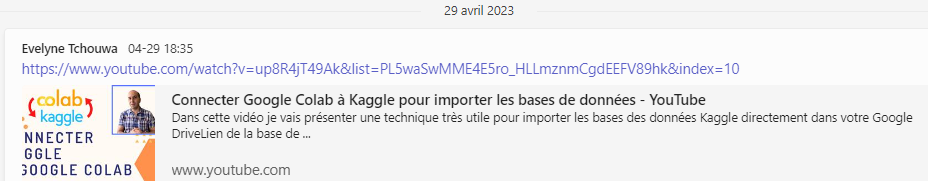 29 avril 2023
Evelyne Tchouwa 04-29 18:35
https://www.youtube.com/watch?v=up8R4jT49Ak&list=PL5waSwMME4E5ro_HLLmznmCgdEEFV89hk&index=10
colab
kaggle
NNECTER
GGLE
GOOGLE COLAB
Connecter Google Colab à Kaggle pour importer les bases de données - YouTube
Dans cette vidéo je vais présenter une technique très utile pour importer les bases des données Kaggle directement dans votre Google
DriveLien de la base de ...
www.youtube.com